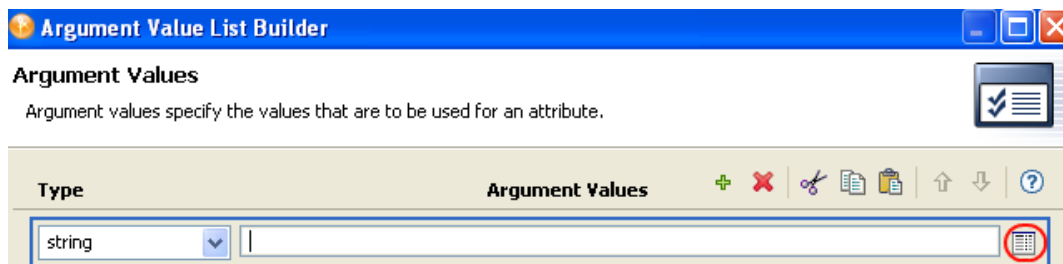 Argument Value List Builder
Argument Values
Argument values specify the values that are to be used for an attribute.
Type Argument Values
string